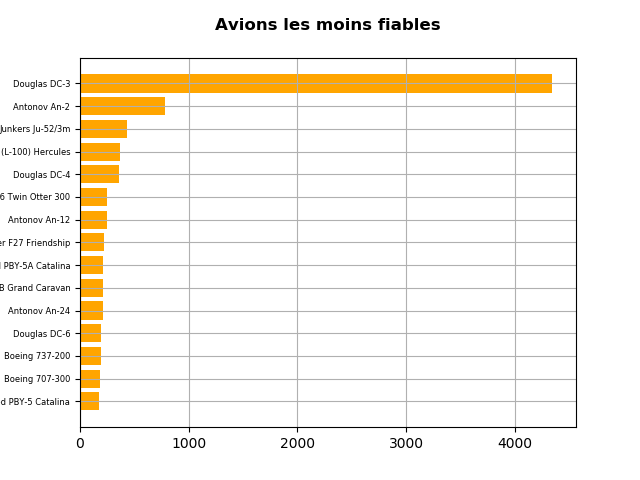 Avions les moins fiables
Douglas DC-3
Antonov An-2
Junkers Ju-52/3m
(L-100) Hercules
Douglas DC-4
6 Twin Otter 300
Antonov An-12
er F27 Friendship
PBY-5A Catalina
B Grand Caravan
Antonov An-24
Douglas DC-6
Boeing 737-200
Boeing 707-300
d PBY-5 Catalina
0 1000 2000 3000 4000